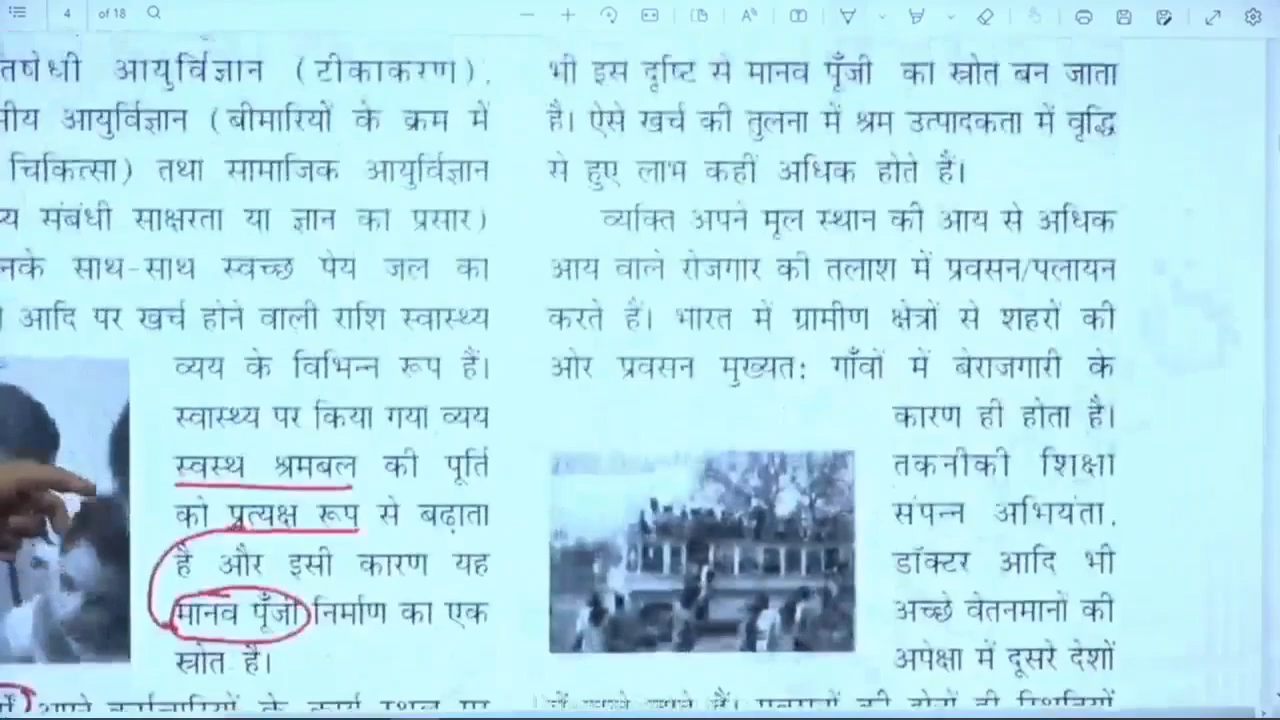 4 of 18
तषेधी आयुर्विज्ञान (टीकाकरण),
ीय आयुर्विज्ञान (बीमारियों के क्रम में
चिकित्सा) तथा सामाजिक आयुर्विज्ञान
य संबंधी साक्षरता या ज्ञान का प्रसार)
नके साथ-साथ स्वच्छ पेय जल का
आदि पर खर्च होने वाली राशि स्वास्थ्य
व्यय के विभिन्न रूप हैं।
स्वास्थ्य पर किया गया व्यय
स्वस्थ श्रमबल की पूर्ति
को प्रत्यक्ष रूप से बढ़ाता
है और इसी कारण यह
मानव पूँजी निर्माण का एक
स्रोत है।
भी इस दृष्टि से मानव पूँजी का स्रोत बन जाता
है। ऐसे खर्च की तुलना में श्रम उत्पादकता में वृद्धि
से हुए लाभ कहीं अधिक होते हैं।
व्यक्ति अपने मूल स्थान की आय से अधिक
आय वाले रोजगार की तलाश में प्रवसन/पलायन
करते हैं। भारत में ग्रामीण क्षेत्रों से शहरों की
ओर प्रवसन मुख्यत: गाँवों में बेराजगारी के
कारण ही होता है।
तकनीकी शिक्षा
संपन्न अभियंता,
डॉक्टर आदि भी
अच्छे वेतनमानों की
अपेक्षा में दूसरे देशों